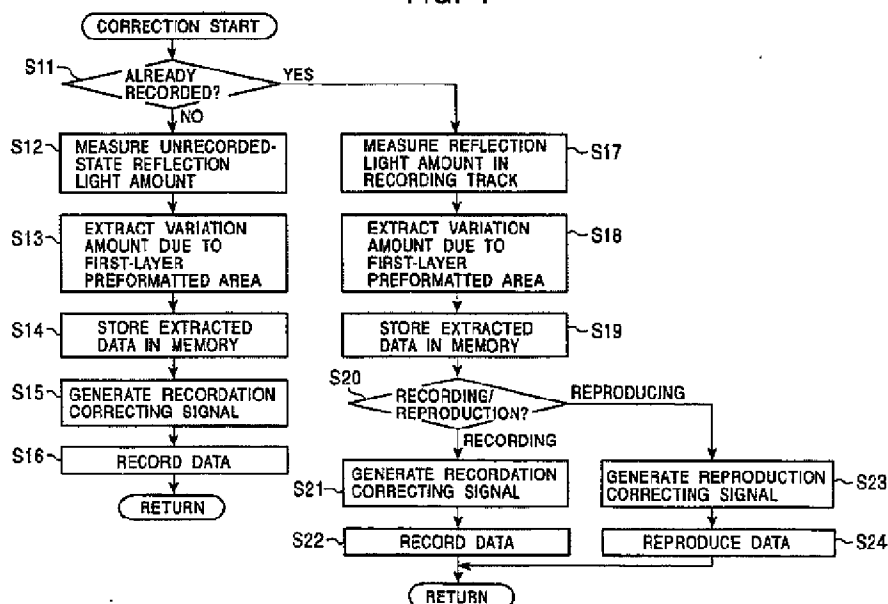 CORRECTION START
S11
ALREADY
RECORDED?
YES
NO
S12
MEASURE UNRECORDED-
STATE REFLECTION
LIGHT AMOUNT
S13
EXTRACT VARIATION
AMOUNT DUE TO
FIRST-LAYER
PREFORMATTED AREA
S14
STORE EXTRACTED
DATA IN MEMORY
S15
GENERATE RECORDATION
CORRECTING SIGNAL
S16
RECORD DATA
RETURN
MEASURE REFLECTION
LIGHT AMOUNT IN
RECORDING TRACK
S17
EXTRACT VARIATION
AMOUNT DUE TO
FIRST-LAYER
PREFORMATTED AREA
S18
STORE EXTRACTED
DATA IN MEMORY
S19
S20
RECORDING/
REPRODUCTION?
REPRODUCING
RECORDING
S21
GENERATE RECORDATION
CORRECTING SIGNAL
S22
RECORD DATA
GENERATE REPRODUCTION
CORRECTING SIGNAL
S23
REPRODUCE DATA
S24
RETURN